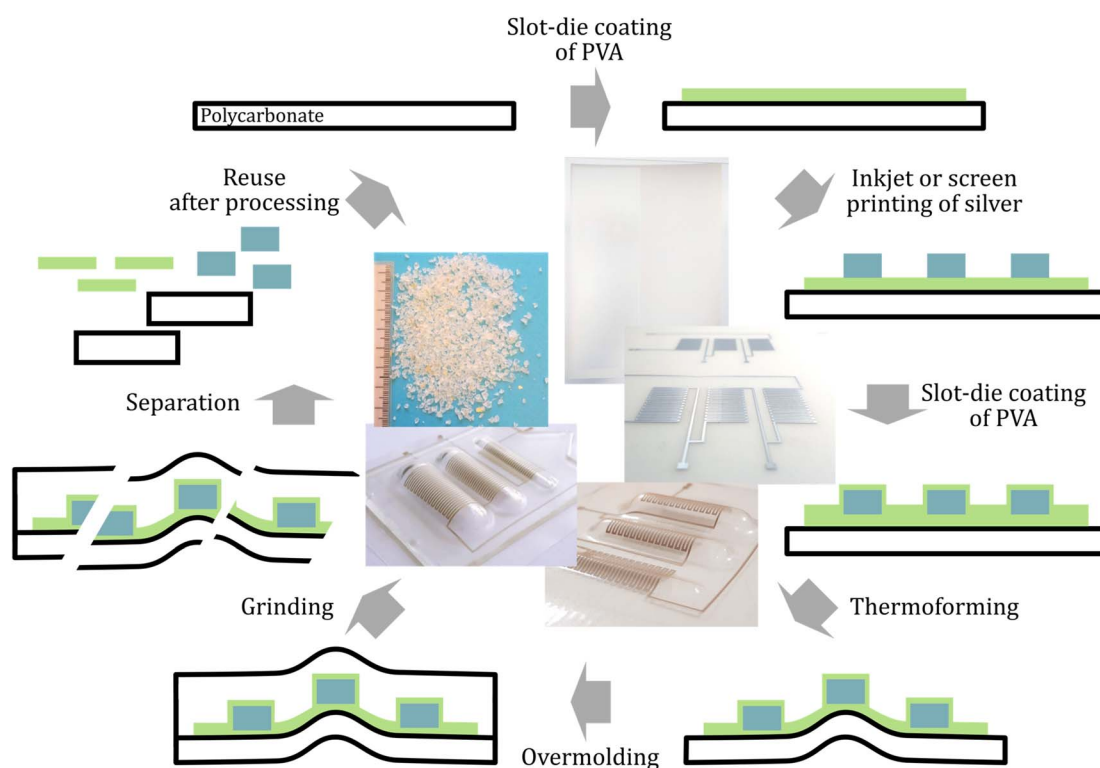 Slot-die coating
of PVA
Polycarbonate
Inkjet or screen
printing of silver
Slot-die coating
of PVA
Thermoforming
Overmolding
Grinding
Separation
Reuse
after processing